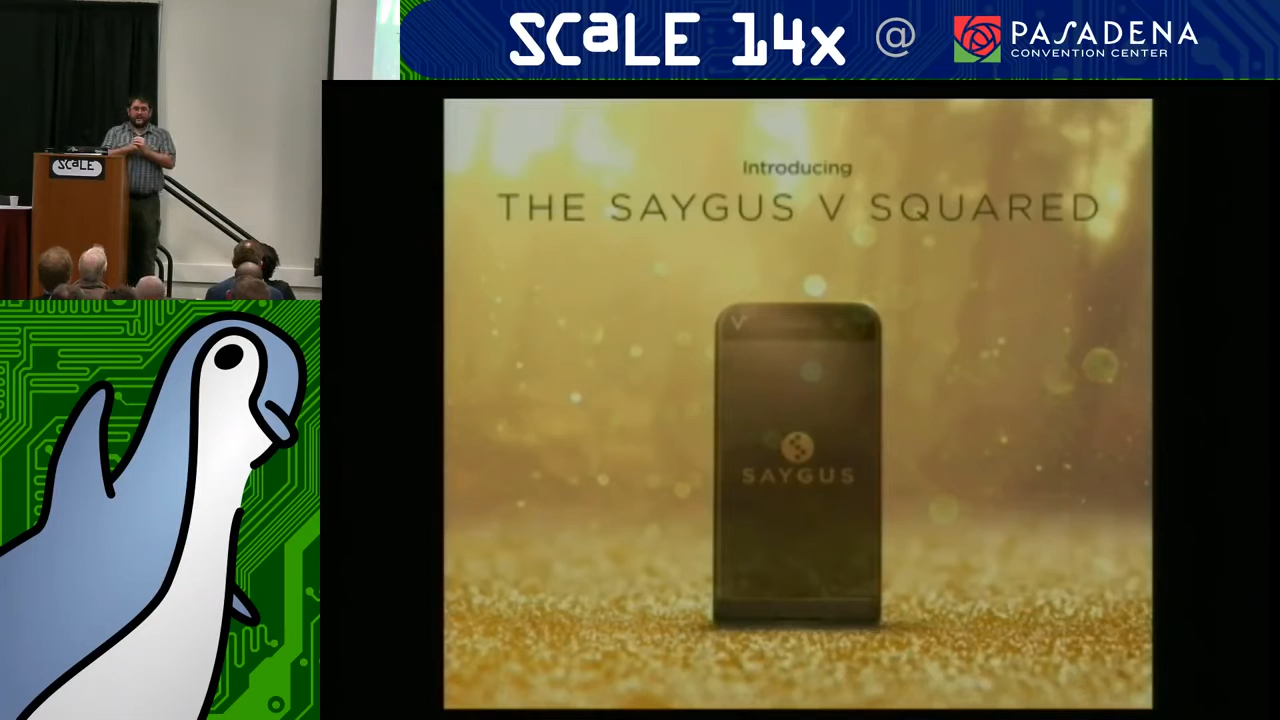 SCALE 14x @ PASADENA
CONVENTION CENTER
SCALE
Introducing
THE SAYGUS V SQUARED
V
SAYGUS